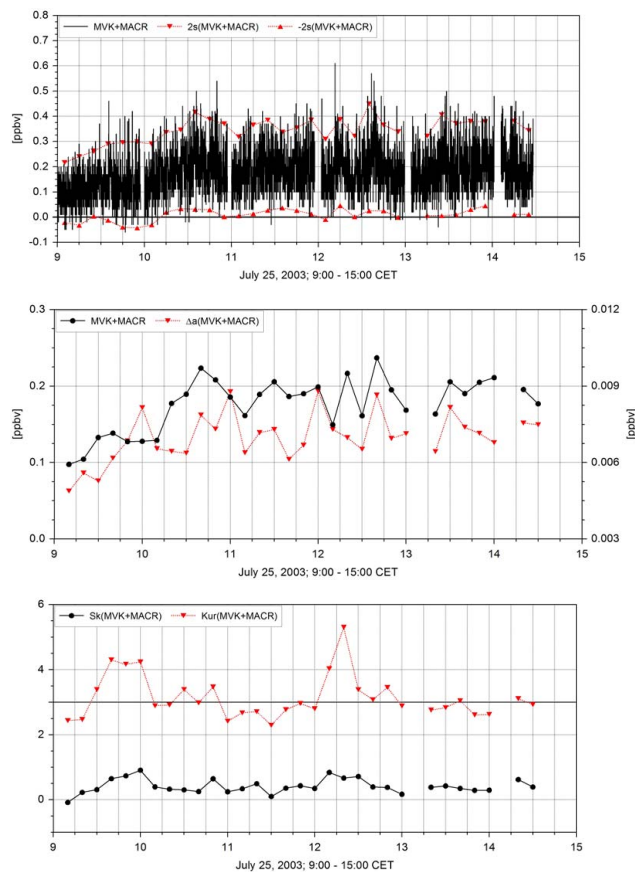 MVK+MACR 2s(MVK+MACR) -2s(MVK+MACR)
[ppbv]
0.8
0.7
0.6
0.5
0.4
0.3
0.2
0.1
0.0
-0.1
9 10 11 12 13 14 15
July 25, 2003; 9:00 - 15:00 CET
MVK+MACR Δa(MVK+MACR)
[ppbv]
0.3
0.2
0.1
0.0
0.012
0.009
0.006
0.003
[ppbv]
9 10 11 12 13 14 15
July 25, 2003; 9:00 - 15:00 CET
Sk(MVK+MACR) Kur(MVK+MACR)
6
4
2
0
9 10 11 12 13 14 15
July 25, 2003; 9:00 - 15:00 CET